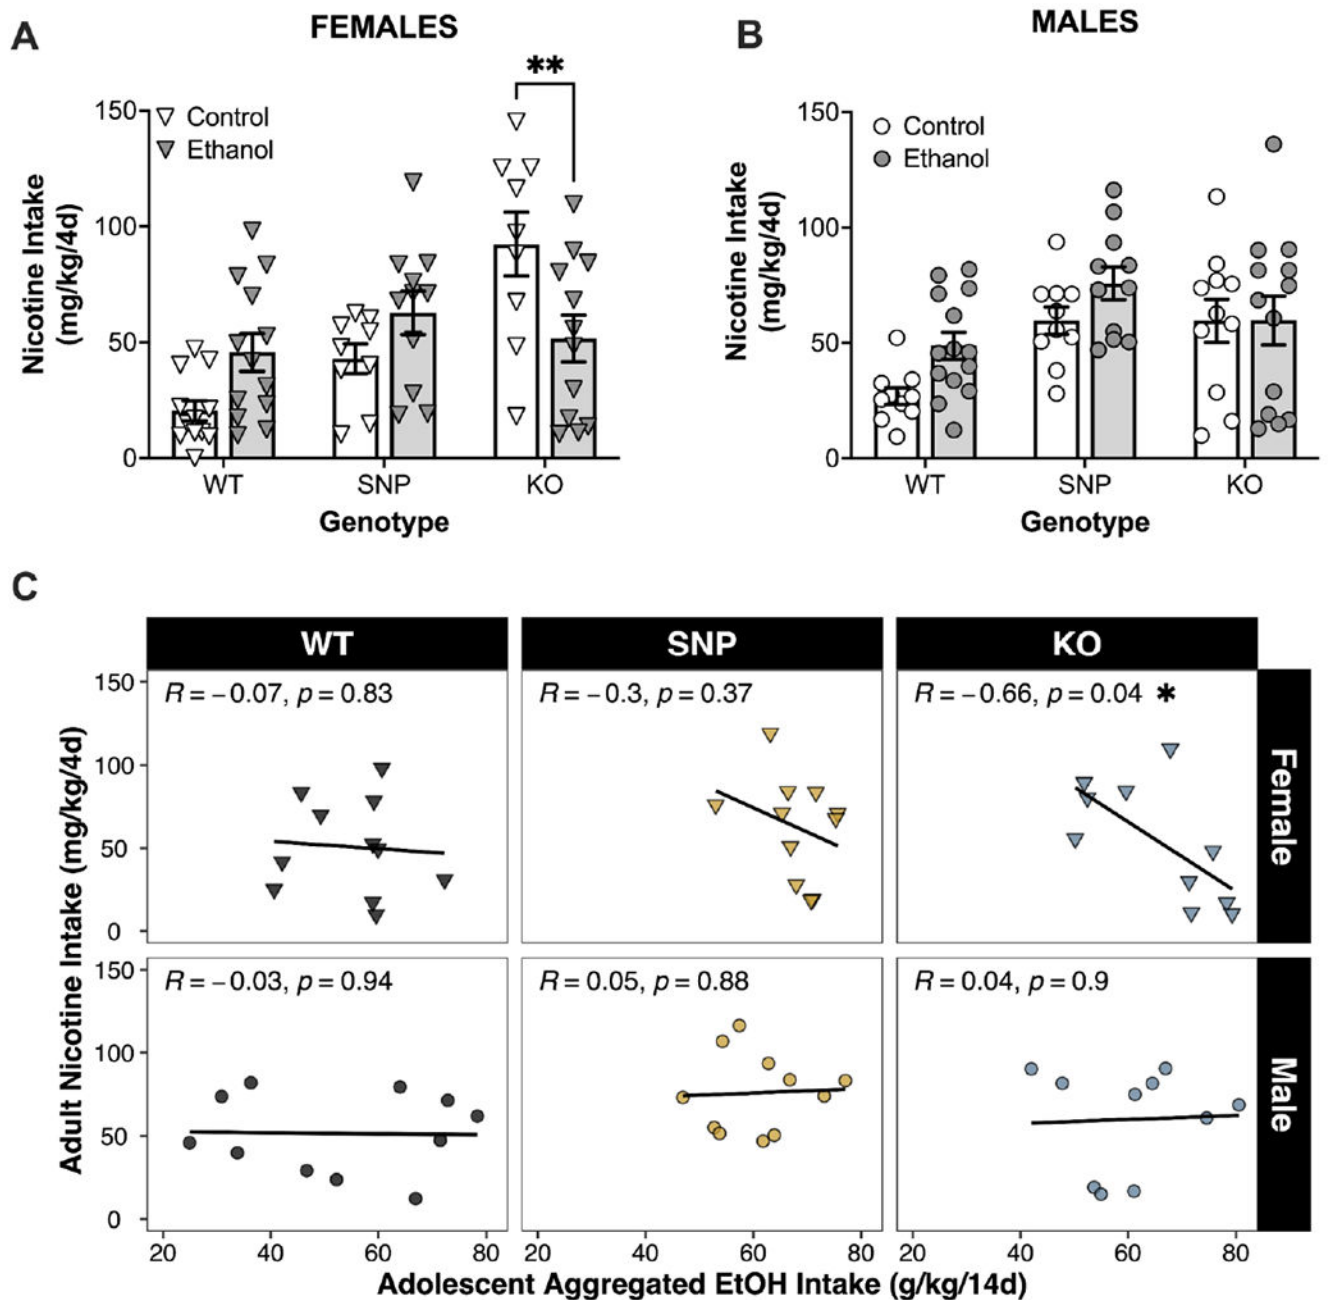 A
FEMALES
**
150
100
50
0
Control
Ethanol
Nicotine Intake
(mg/kg/4d)
WT
SNP
KO
Genotype
B
MALES
150
100
50
0
Control
Ethanol
Nicotine Intake
(mg/kg/4d)
WT
SNP
KO
Genotype
C
WT
SNP
KO
R = −0.07, p = 0.83
R = −0.3, p = 0.37
R = −0.66, p = 0.04 *
Female
150
100
50
0
R = −0.03, p = 0.94
R = 0.05, p = 0.88
R = 0.04, p = 0.9
Male
150
100
50
0
Adult Nicotine Intake (mg/kg/4d)
20 40 60 80
20 40 60 80
20 40 60 80
Adolescent Aggregated EtOH Intake (g/kg/14d)